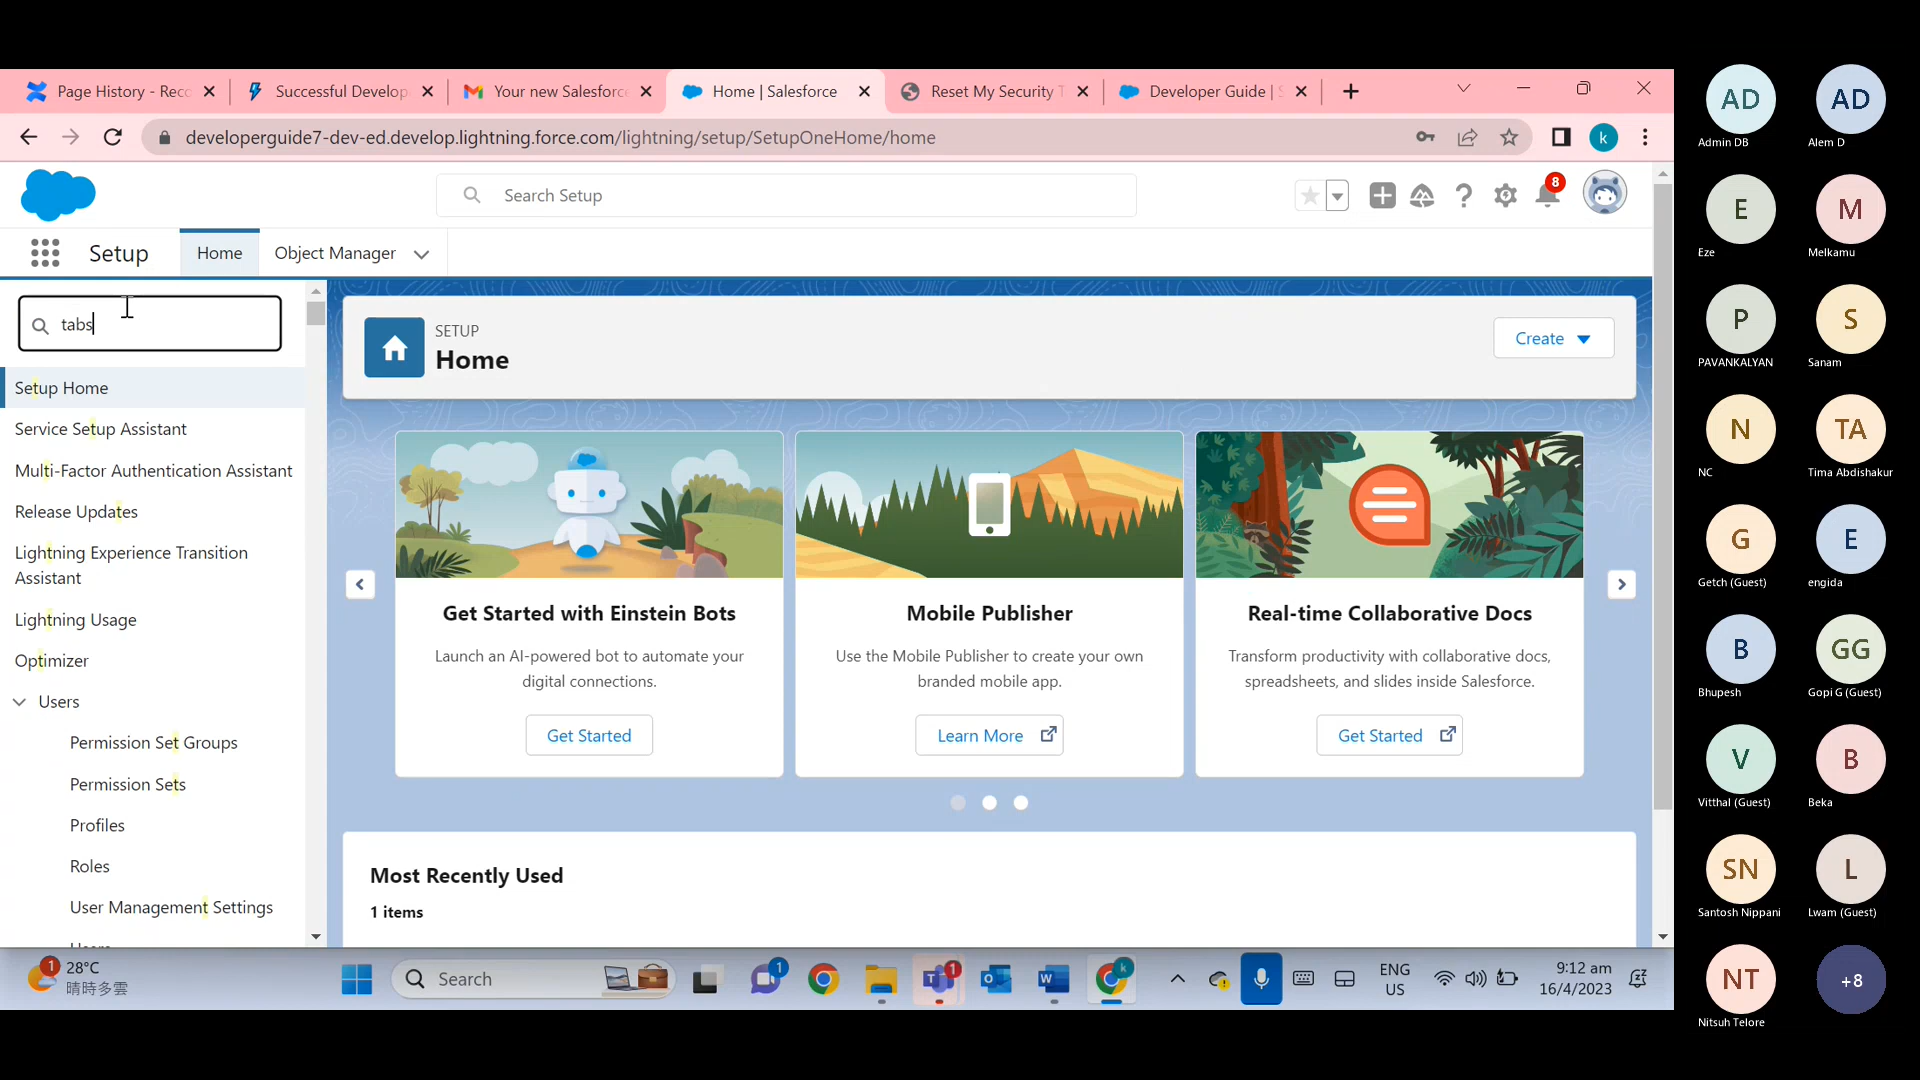 Page History - Reco
Successful Develop
Your new Salesforce
Home | Salesforce
Reset My Security T
Developer Guide | S
developerguide7-dev-ed.develop.lightning.force.com/lightning/setup/SetupOneHome/home
k
Search Setup
8
Setup
Home
Object Manager
tabs
Setup Home
Service Setup Assistant
Multi-Factor Authentication Assistant
Release Updates
Lightning Experience Transition
Assistant
Lightning Usage
Optimizer
Users
Permission Set Groups
Permission Sets
Profiles
Roles
User Management Settings
Users
SETUP
Home
Create
Get Started with Einstein Bots
Launch an AI-powered bot to automate your
digital connections.
Get Started
Mobile Publisher
Use the Mobile Publisher to create your own
branded mobile app.
Learn More
Real-time Collaborative Docs
Transform productivity with collaborative docs,
spreadsheets, and slides inside Salesforce.
Get Started
Most Recently Used
1 items
1
28°C
晴時多雲
Search
1
1
k
ENG
US
9:12 am
16/4/2023
AD
Admin DB
AD
Alem D
E
Eze
M
Melkamu
P
PAVANKALYAN
S
Sanam
N
NC
TA
Tima Abdishakur
G
Getch (Guest)
E
engida
B
Bhupesh
GG
Gopi G (Guest)
V
Vitthal (Guest)
B
Beka
SN
Santosh Nippani
L
Lwam (Guest)
NT
Nitsuh Telore
+8